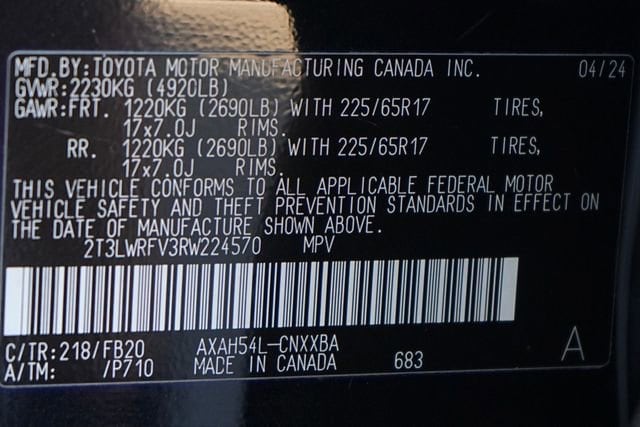 MFD.BY:TOYOTA MOTOR MANUFACTURING CANADA INC. 04/24
GVWR:2230KG (4920LB)
GAWR:FRT. 1220KG (2690LB) WITH 225/65R17 TIRES,
17x7.0J RIMS.
RR. 1220KG (2690LB) WITH 225/65R17 TIRES,
17x7.0J RIMS.
THIS VEHICLE CONFORMS TO ALL APPLICABLE FEDERAL MOTOR
VEHICLE SAFETY AND THEFT PREVENTION STANDARDS IN EFFECT ON
THE DATE OF MANUFACTURE SHOWN ABOVE.
2T3LWRFV3RW224570 MPV
C/TR:218/FB20 AXAH54L-CNXXBA
A/TM: /P710 MADE IN CANADA 683 A